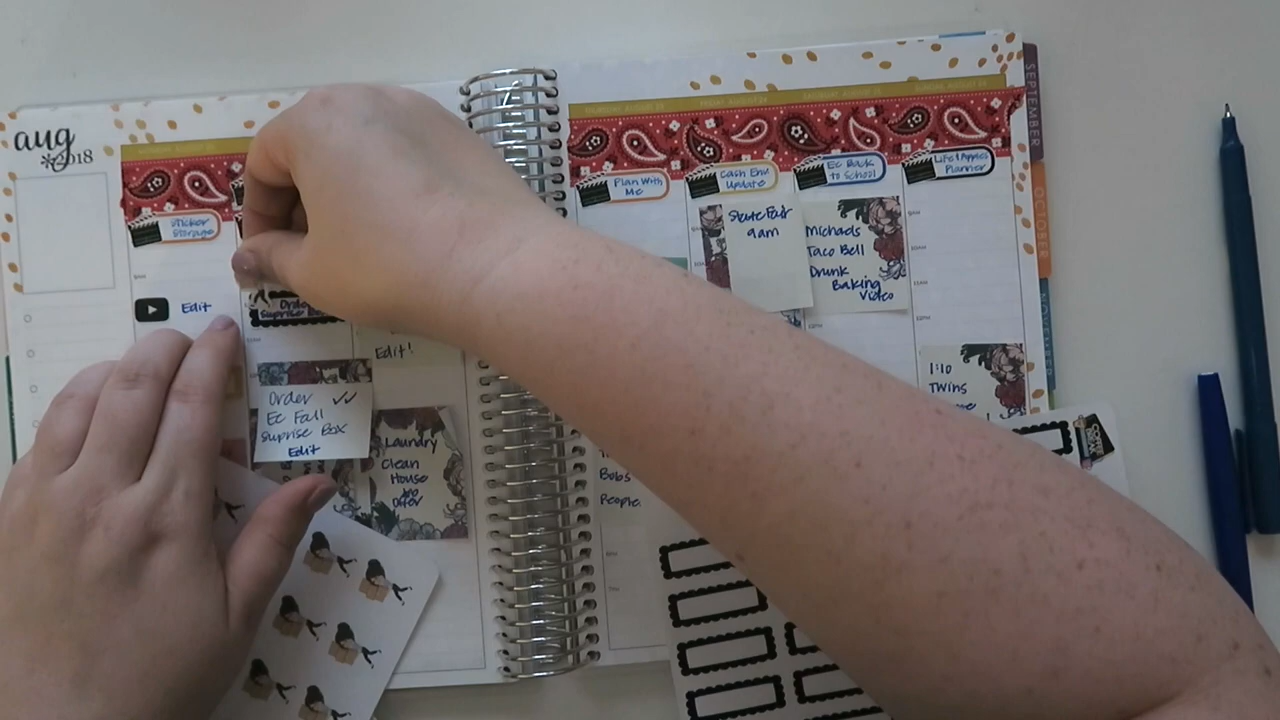 aug
2018
Sticker
Storage
Edit
Order
Suprise Box
Edit!
Order
Ec Fall
Suprise Box
Edit
Laundry
Clean
House
Plan With
Me
Cash Env
Update
Ec Back
to School
Planner
State Fair
9am
Michaels
Taco Bell
Drunk
Baking
Video
1:10
Twins
Bobs
People
SEPTEMBER
OCTOBER
NOVEMBER